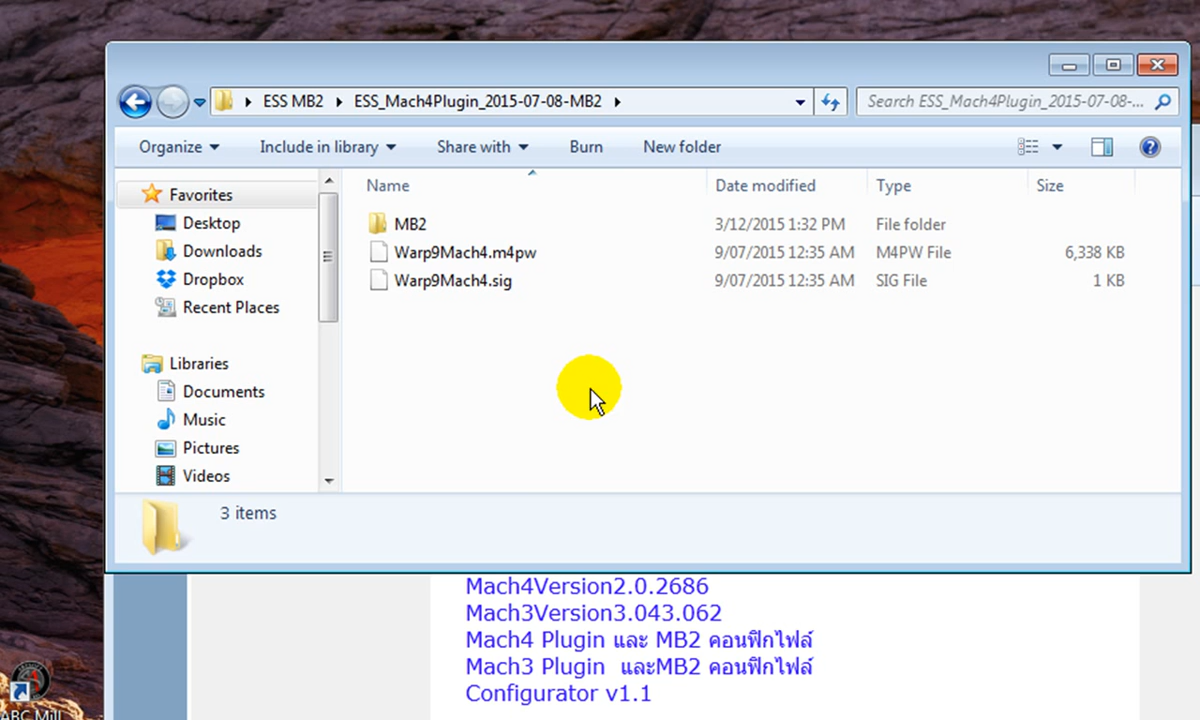 ESS MB2 ESS_Mach4Plugin_2015-07-08-MB2
Search ESS_Mach4Plugin_2015-07-08-...
Organize Include in library Share with Burn New folder
Favorites
Desktop
Downloads
Dropbox
Recent Places
Libraries
Documents
Music
Pictures
Videos
Name Date modified Type Size
MB2 3/12/2015 1:32 PM File folder
Warp9Mach4.m4pw 9/07/2015 12:35 AM M4PW File 6,338 KB
Warp9Mach4.sig 9/07/2015 12:35 AM SIG File 1 KB
3 items
Mach4Version2.0.2686
Mach3Version3.043.062
Mach4 Plugin และ MB2 คอนฟิกไฟล์
Mach3 Plugin และMB2 คอนฟิกไฟล์
Configurator v1.1
ABC Mill